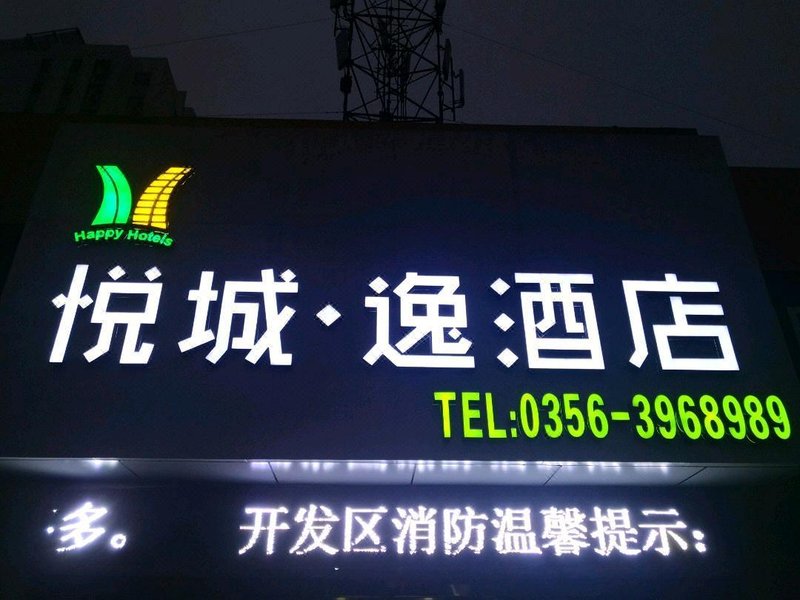 Happy Hotels
悦城·逸酒店
TEL:0356-3968989
多。 开发区消防温馨提示: